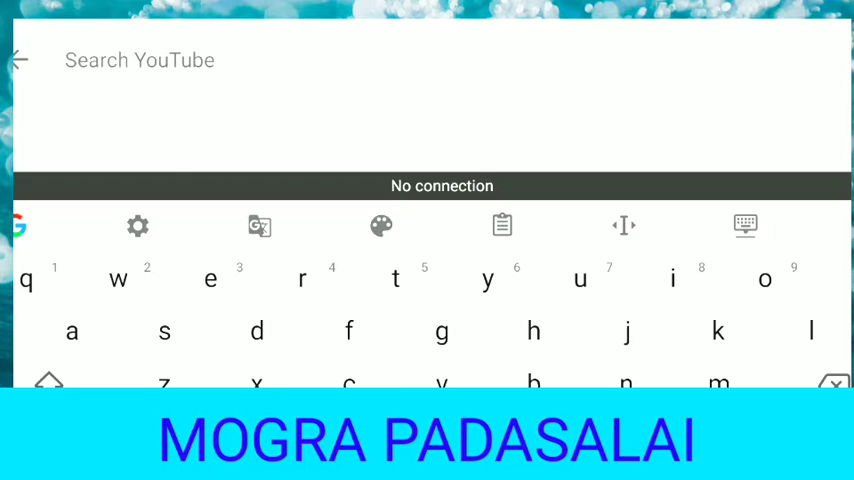 Search YouTube
No connection
q 1 w 2 e 3 r 4 t 5 y 6 u 7 i 8 o 9
a s d f g h j k l
z x c v b n m
MOGRA PADASALAI